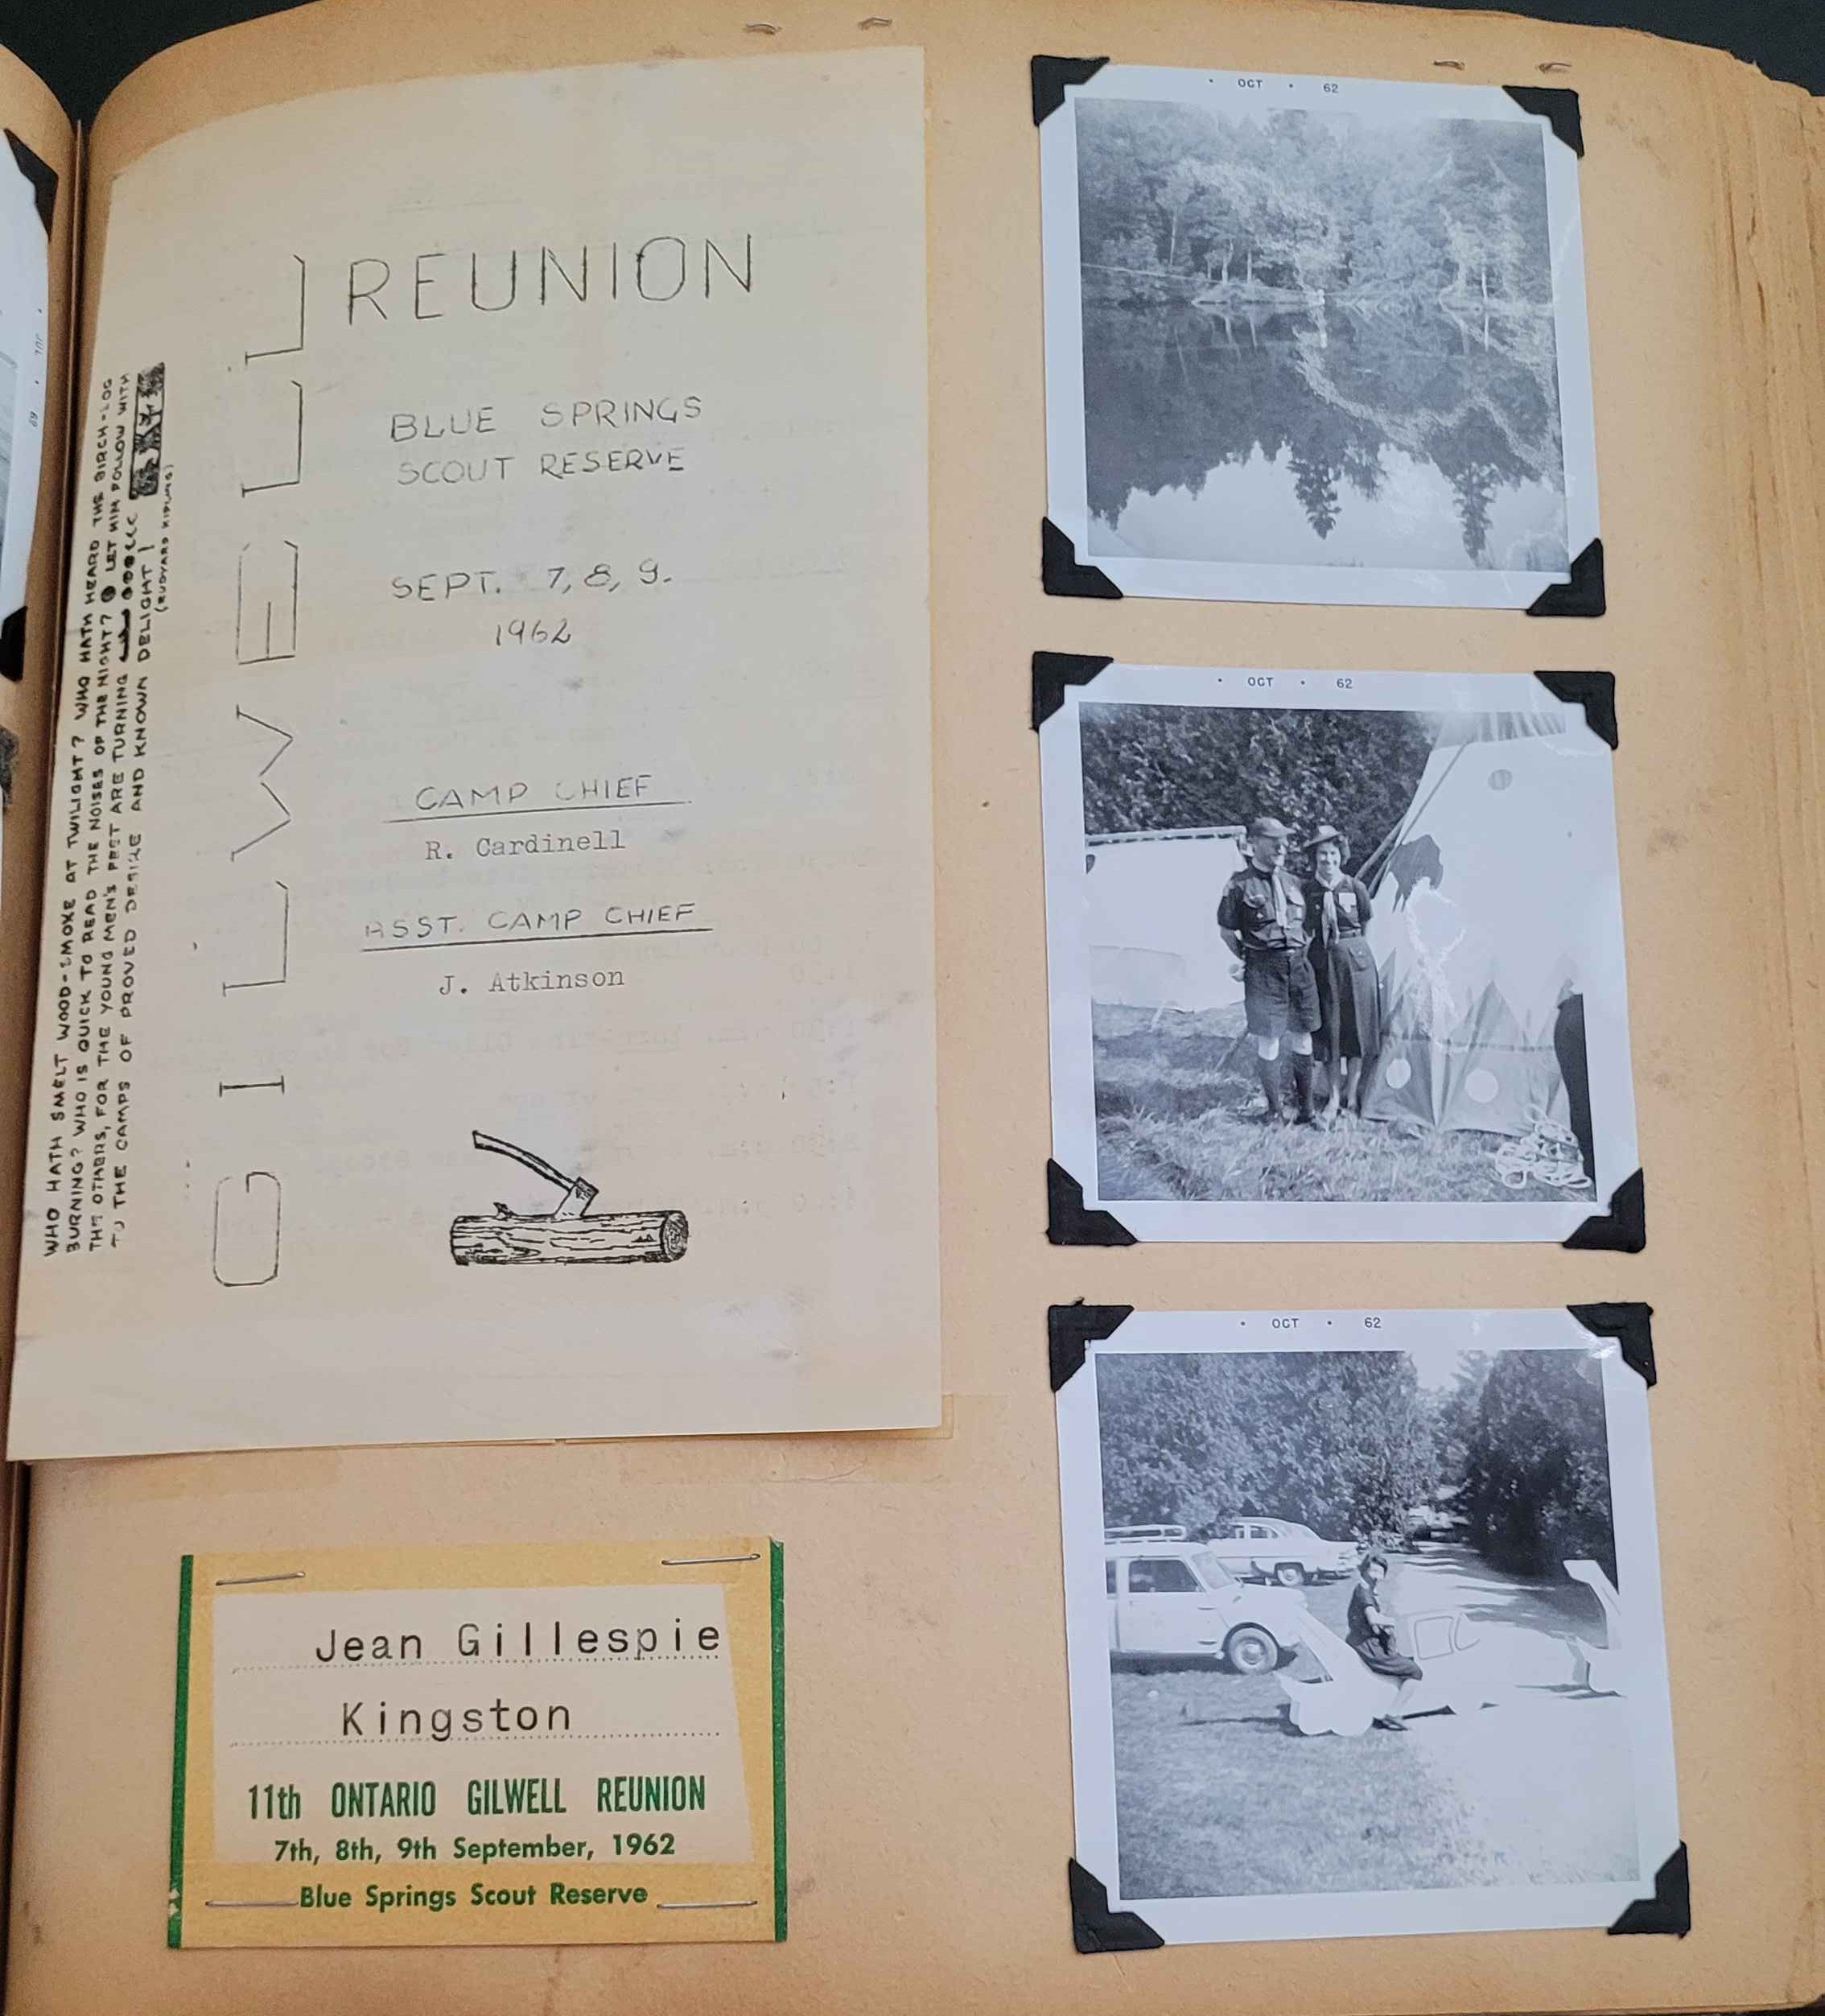 WHO HATH SMELT WOOD-SMOKE AT TWILIGHT? WHO HATH HEARD THE BIRCH-LOG
BURNING? WHO IS QUICK TO READ THE NOISES OF THE NIGHT? LET HIM FOLLOW WITH
THE OTHERS, FOR THE YOUNG MEN'S FEET ARE TURNING
TO THE CAMPS OF PROVED DESIRE AND KNOWN DELIGHT!
(RUDYARD KIPLING)
GILWELL
REUNION
BLUE SPRINGS
SCOUT RESERVE
SEPT. 7, 8, 9.
1962
CAMP CHIEF
R. Cardinell
ASST. CAMP CHIEF
J. Atkinson
Jean Gillespie
Kingston
11th ONTARIO GILWELL REUNION
7th, 8th, 9th September, 1962
Blue Springs Scout Reserve
• OCT • 62
• OCT • 62
• OCT • 62